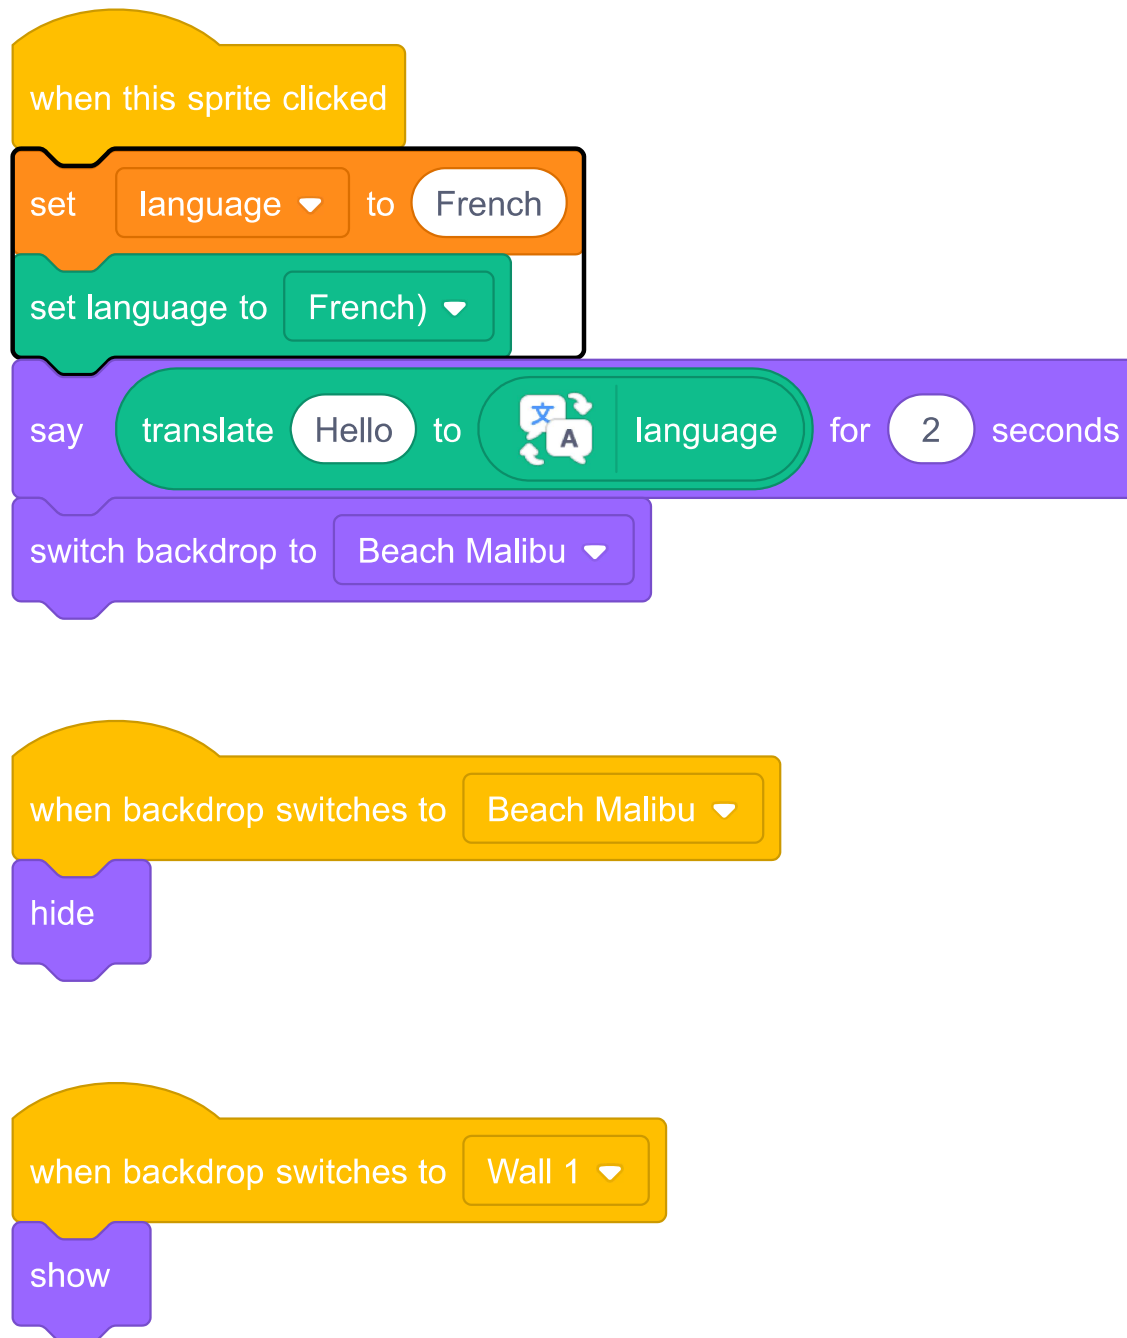 when this sprite clicked
set language to French
set language to French)
say translate Hello to 文 A language for 2 seconds
switch backdrop to Beach Malibu
when backdrop switches to Beach Malibu
hide
when backdrop switches to Wall 1
show